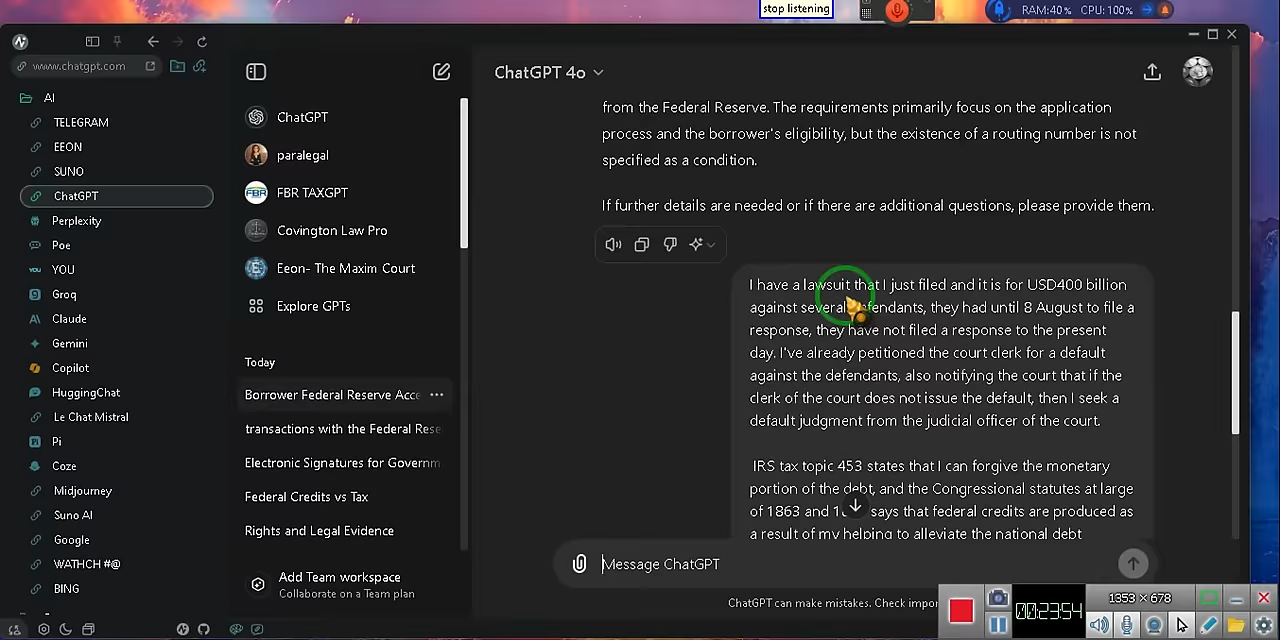 stop listening
RAM:40% CPU:100%
www.chatgpt.com
AI
TELEGRAM
EEON
SUNO
ChatGPT
Perplexity
Poe
YOU
Groq
Claude
Gemini
Copilot
HuggingChat
Le Chat Mistral
Pi
Coze
Midjourney
Suno AI
Google
WATHCH #@
BING
ChatGPT
paralegal
FBR TAXGPT
Covington Law Pro
Eeon- The Maxim Court
Explore GPTs
Today
Borrower Federal Reserve Acce
transactions with the Federal Rese
Electronic Signatures for Governm
Federal Credits vs Tax
Rights and Legal Evidence
Add Team workspace
Collaborate on a Team plan
ChatGPT 4o
from the Federal Reserve. The requirements primarily focus on the application
process and the borrower's eligibility, but the existence of a routing number is not
specified as a condition.
If further details are needed or if there are additional questions, please provide them.
I have a lawsuit that I just filed and it is for USD400 billion
against several defendants, they had until 8 August to file a
response, they have not filed a response to the present
day. I've already petitioned the court clerk for a default
against the defendants, also notifying the court that if the
clerk of the court does not issue the default, then I seek a
default judgment from the judicial officer of the court.
IRS tax topic 453 states that I can forgive the monetary
portion of the debt, and the Congressional statutes at large
of 1863 and says that federal credits are produced as
a result of my helping to alleviate the national debt
Message ChatGPT
ChatGPT can make mistakes. Check impor
00:23:54
1353 × 678